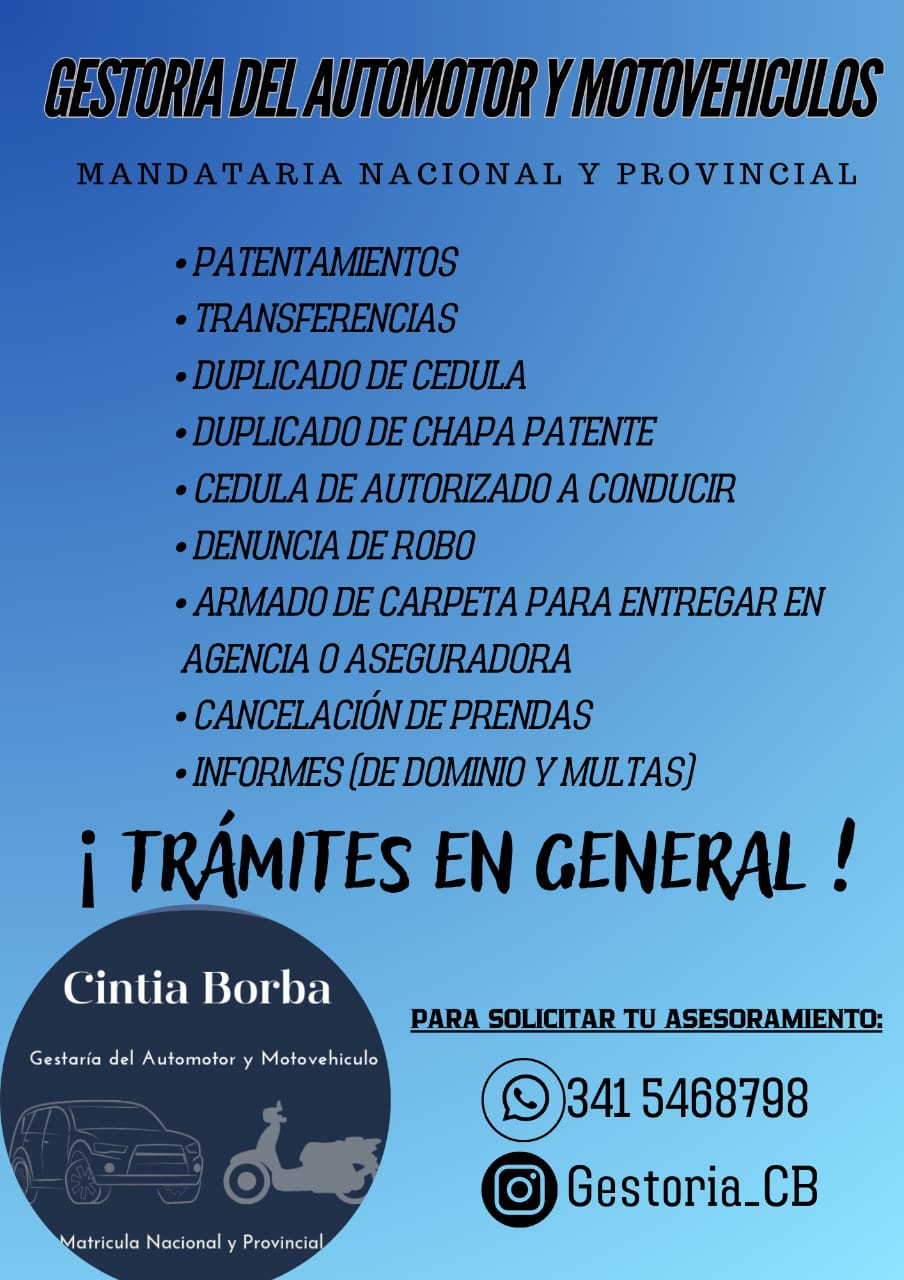 GESTORIA DEL AUTOMOTOR Y MOTOVEHICULOS
MANDATARIA NACIONAL Y PROVINCIAL
• PATENTAMIENTOS
• TRANSFERENCIAS
• DUPLICADO DE CEDULA
• DUPLICADO DE CHAPA PATENTE
• CEDULA DE AUTORIZADO A CONDUCIR
• DENUNCIA DE ROBO
• ARMADO DE CARPETA PARA ENTREGAR EN
AGENCIA O ASEGURADORA
• CANCELACIÓN DE PRENDAS
• INFORMES (DE DOMINIO Y MULTAS)
¡ TRÁMITES EN GENERAL !
Cintia Borba
Gestaría del Automotor y Motovehiculo
Matricula Nacional y Provincial
PARA SOLICITAR TU ASESORAMIENTO:
341 5468798
Gestoria_CB